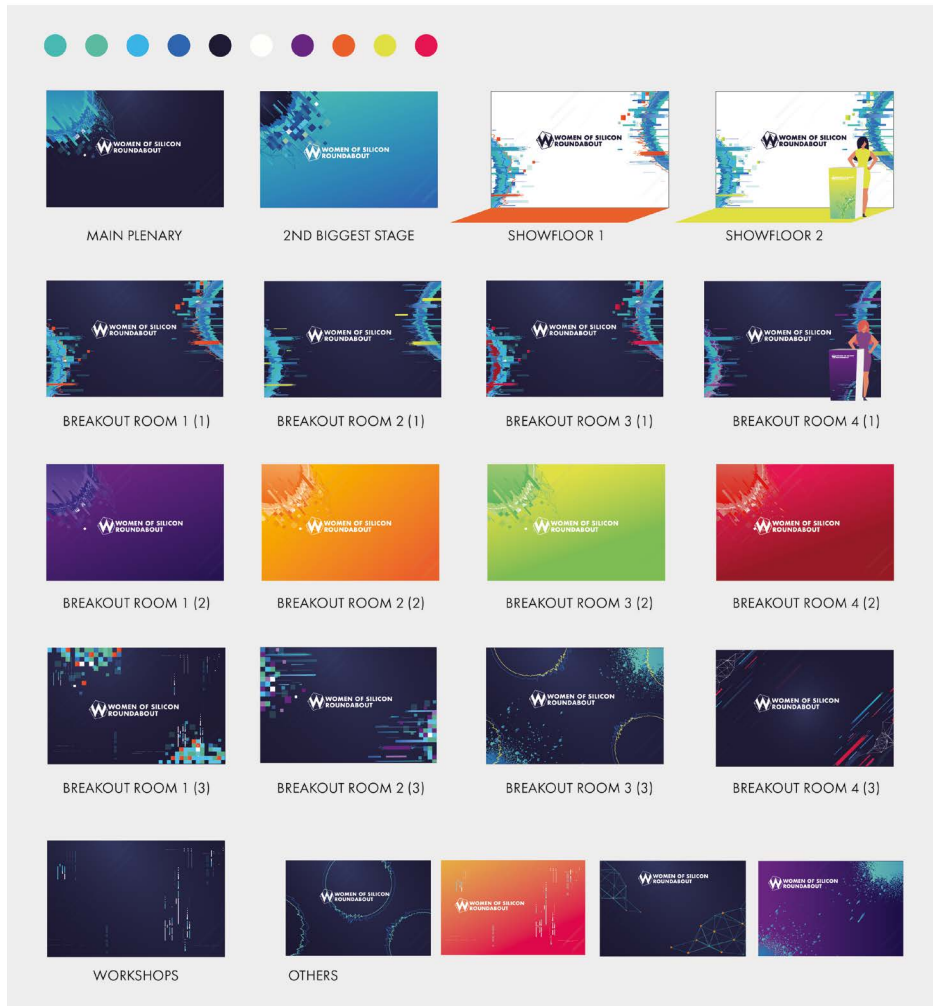 WOMEN OF SILICON
ROUNDABOUT
WOMEN OF SILICON
ROUNDABOUT
WOMEN OF SILICON
ROUNDABOUT
WOMEN OF SILICON
ROUNDABOUT
MAIN PLENARY
2ND BIGGEST STAGE
SHOWFLOOR 1
SHOWFLOOR 2
WOMEN OF SILICON
ROUNDABOUT
WOMEN OF SILICON
ROUNDABOUT
WOMEN OF SILICON
ROUNDABOUT
WOMEN OF SILICON
ROUNDABOUT
BREAKOUT ROOM 1 (1)
BREAKOUT ROOM 2 (1)
BREAKOUT ROOM 3 (1)
BREAKOUT ROOM 4 (1)
WOMEN OF SILICON
ROUNDABOUT
WOMEN OF SILICON
ROUNDABOUT
WOMEN OF SILICON
ROUNDABOUT
WOMEN OF SILICON
ROUNDABOUT
BREAKOUT ROOM 1 (2)
BREAKOUT ROOM 2 (2)
BREAKOUT ROOM 3 (2)
BREAKOUT ROOM 4 (2)
WOMEN OF SILICON
ROUNDABOUT
WOMEN OF SILICON
ROUNDABOUT
WOMEN OF SILICON
ROUNDABOUT
WOMEN OF SILICON
ROUNDABOUT
BREAKOUT ROOM 1 (3)
BREAKOUT ROOM 2 (3)
BREAKOUT ROOM 3 (3)
BREAKOUT ROOM 4 (3)
WOMEN OF SILICON
ROUNDABOUT
WOMEN OF SILICON
ROUNDABOUT
WOMEN OF SILICON
ROUNDABOUT
WOMEN OF SILICON
ROUNDABOUT
WORKSHOPS
OTHERS